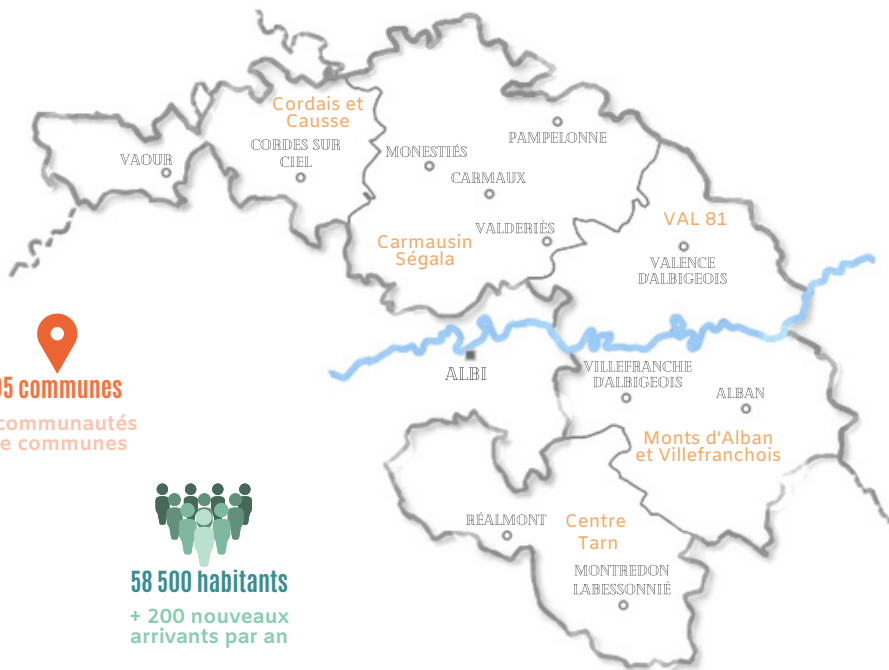 Cordais et
Causse
PAMPELONNE
CORDES SUR
CIEL
MONESTIÉS
VAOUR
CARMAUX
VAL 81
VALDERIÈS
Carmausin
Ségala
VALENCE
D'ALBIGEOIS
ALBI
VILLEFRANCHE
D'ALBIGEOIS
ALBAN
communes
communautés
communes
Monts d'Alban
et Villefranchois
RÉALMONT
Centre
Tarn
MONTREDON
LABESSONNIÉ
58 500 habitants
+ 200 nouveaux
arrivants par an